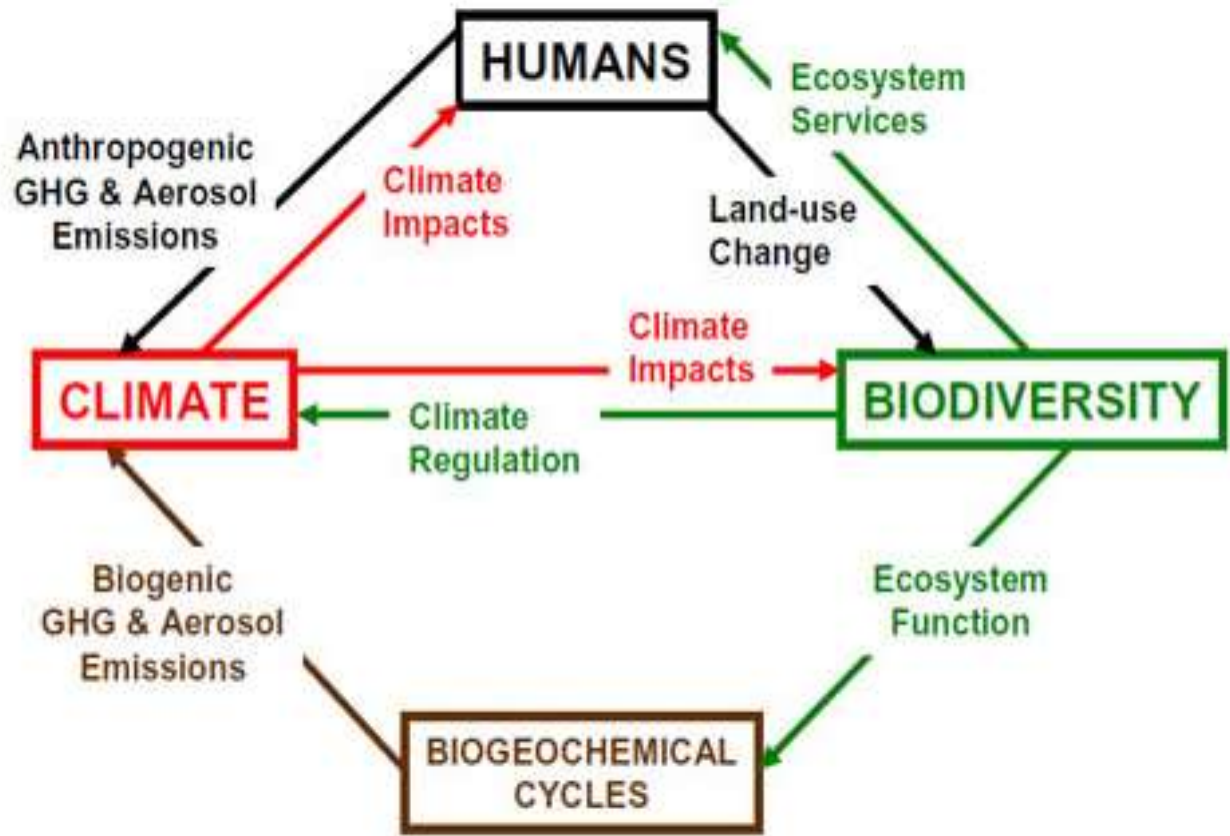 HUMANS
Ecosystem
Services
Anthropogenic
GHG & Aerosol
Emissions
Climate
Impacts
Land-use
Change
Climate
Impacts
CLIMATE
BIODIVERSITY
Climate
Regulation
Biogenic
GHG & Aerosol
Emissions
Ecosystem
Function
BIOGEOCHEMICAL
CYCLES